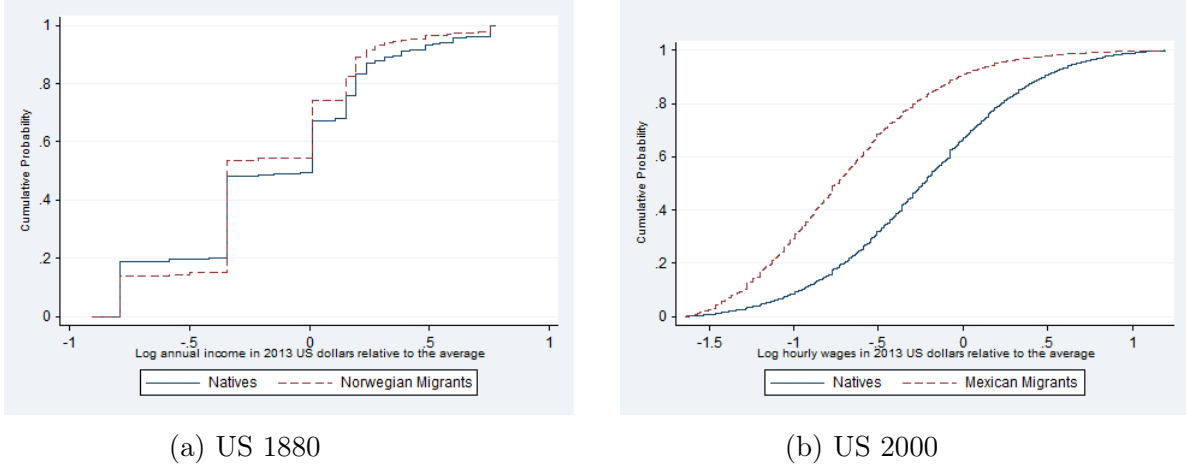 1
.8
.6
.4
.2
0
Cumulative Probability
-1 -.5 0 .5 1
Log annual income in 2013 US dollars relative to the average
Natives Norwegian Migrants
(a) US 1880
1
.8
.6
.4
.2
0
Cumulative Probability
-1.5 -1 -.5 0 .5 1
Log hourly wages in 2013 US dollars relative to the average
Natives Mexican Migrants
(b) US 2000